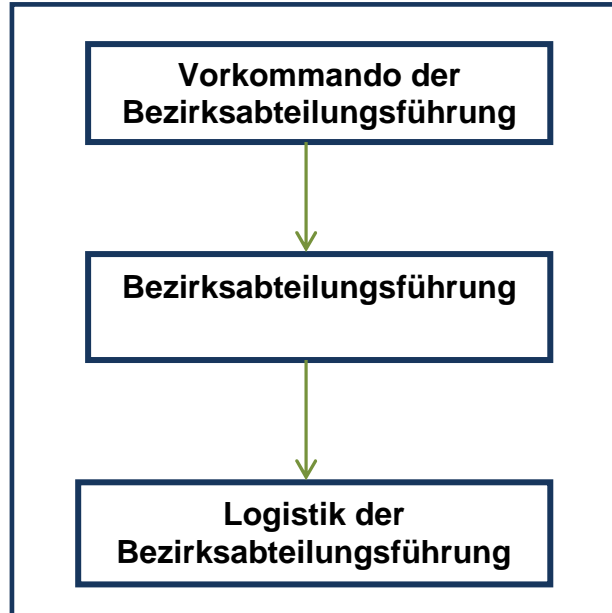 Vorkommando der
Bezirksabteilungsführung
Bezirksabteilungsführung
Logistik der
Bezirksabteilungsführung